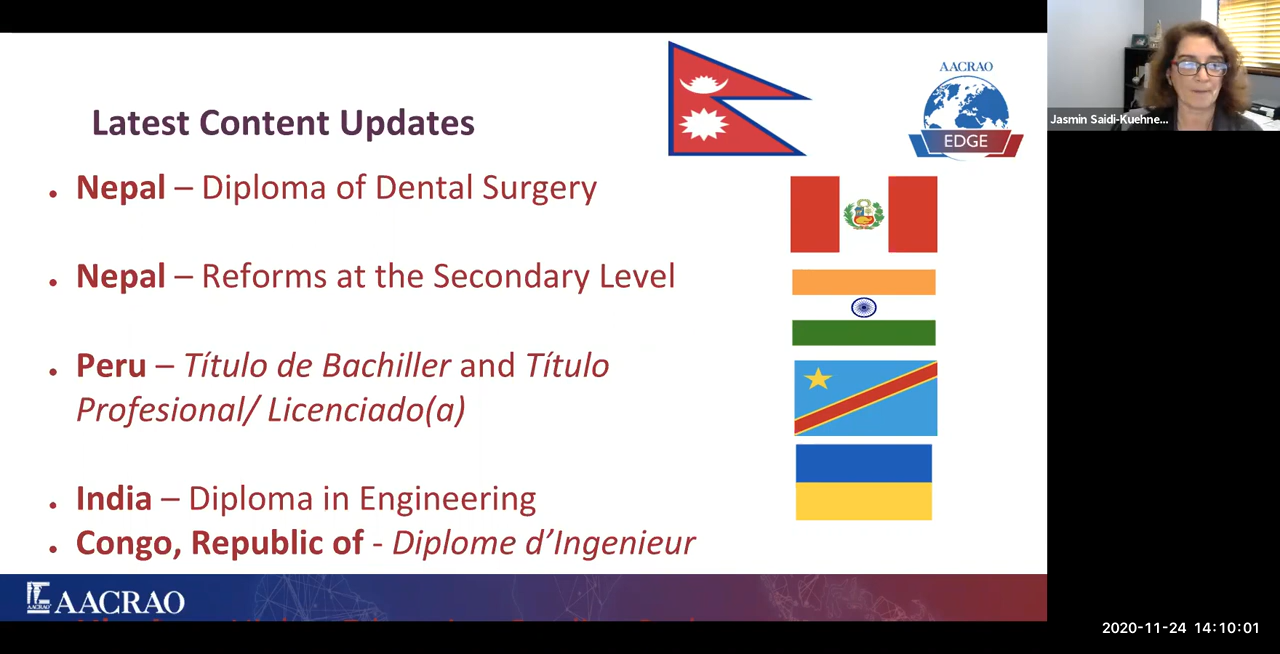 Latest Content Updates
AACRAO
EDGE
Jasmin Saidi-Kuehne...
• Nepal – Diploma of Dental Surgery
• Nepal – Reforms at the Secondary Level
• Peru – Título de Bachiller and Título
Profesional/ Licenciado(a)
• India – Diploma in Engineering
• Congo, Republic of - Diplome d’Ingenieur
AACRAO
2020-11-24 14:10:01